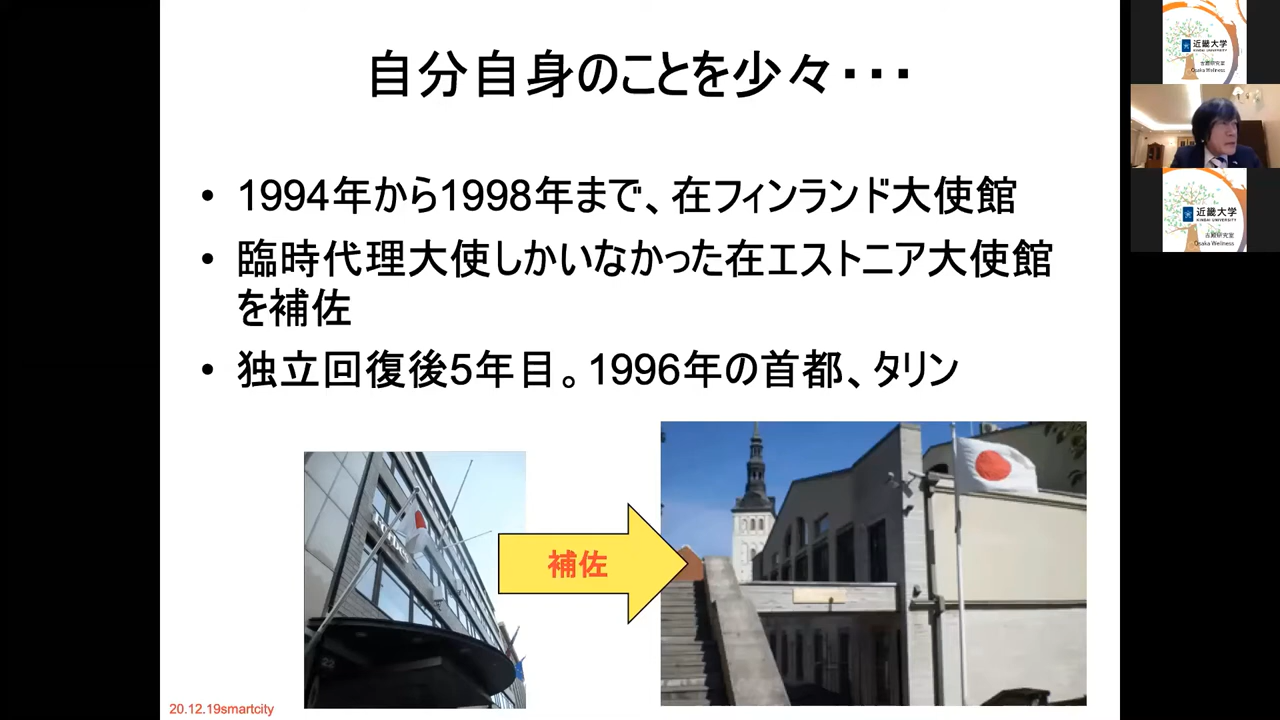 自分自身のことを少々・・・
• 1994年から1998年まで、在フィンランド大使館
• 臨時代理大使しかいなかった在エストニア大使館
を補佐
• 独立回復後5年目。1996年の首都、タリン
補佐
22
20.12.19smartcity
近畿大学
KINDAI UNIVERSITY
Osaka Wellness
近畿大学
KINDAI UNIVERSITY
Osaka Wellness